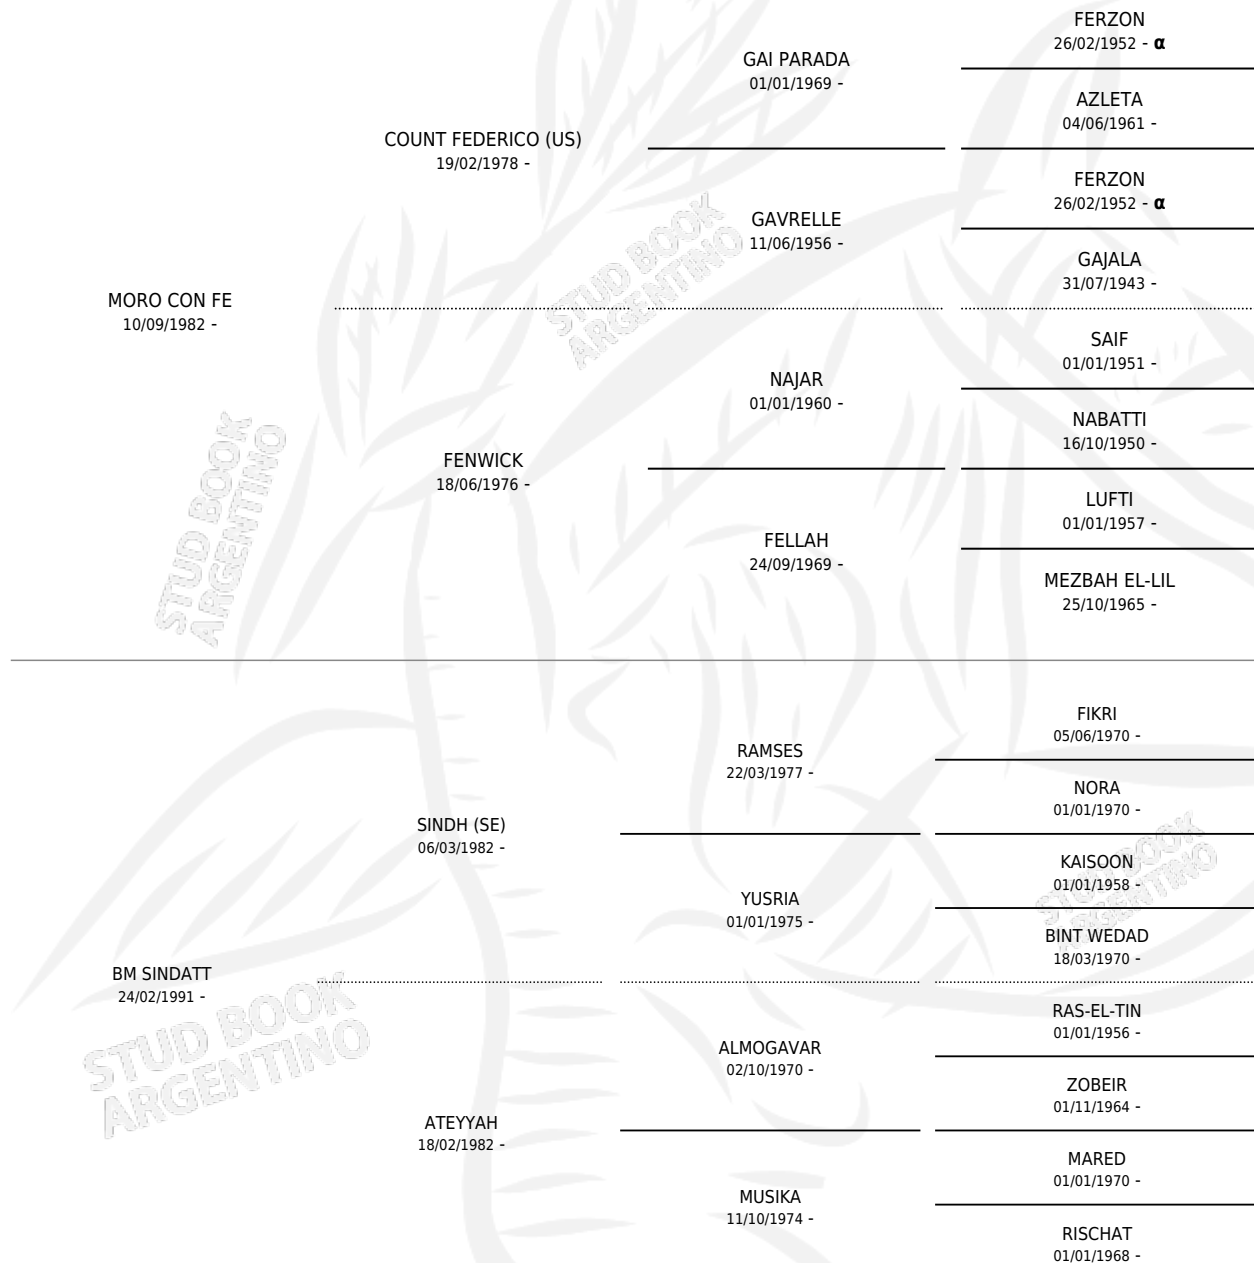 FERZON
26/02/1952 - α
GAI PARADA
01/01/1969 -
AZLETA
04/06/1961 -
COUNT FEDERICO (US)
19/02/1978 -
FERZON
26/02/1952 - α
GAVRELLE
11/06/1956 -
GAJALA
31/07/1943 -
MORO CON FE
10/09/1982 -
SAIF
01/01/1951 -
NAJAR
01/01/1960 -
NABATTI
16/10/1950 -
FENWICK
18/06/1976 -
LUFTI
01/01/1957 -
FELLAH
24/09/1969 -
MEZBAH EL-LIL
25/10/1965 -
STUD BOOK
ARGENTINO
STUD BOOK
ARGENTINO
FIKRI
05/06/1970 -
RAMSES
22/03/1977 -
NORA
01/01/1970 -
SINDH (SE)
06/03/1982 -
KAISOON
01/01/1958 -
YUSRIA
01/01/1975 -
BINT WEDAD
18/03/1970 -
BM SINDATT
24/02/1991 -
RAS-EL-TIN
01/01/1956 -
ALMOGAVAR
02/10/1970 -
ZOBEIR
01/11/1964 -
ATEYYAH
18/02/1982 -
MARED
01/01/1970 -
MUSIKA
11/10/1974 -
RISCHAT
01/01/1968 -
STUD BOOK
ARGENTINO
STUD BOOK
ARGENTINO